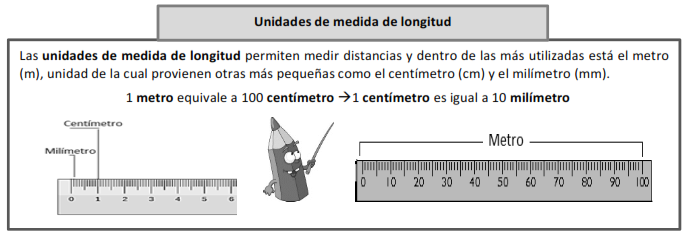 Unidades de medida de longitud
Las unidades de medida de longitud permiten medir distancias y dentro de las más utilizadas está el metro
(m), unidad de la cual provienen otras más pequeñas como el centímetro (cm) y el milímetro (mm).
1 metro equivale a 100 centímetro →1 centímetro es igual a 10 milímetro
Centímetro
Milímetro
0 1 2 3 4 5 6
Metro
0 10 20 30 40 50 60 70 80 90 100